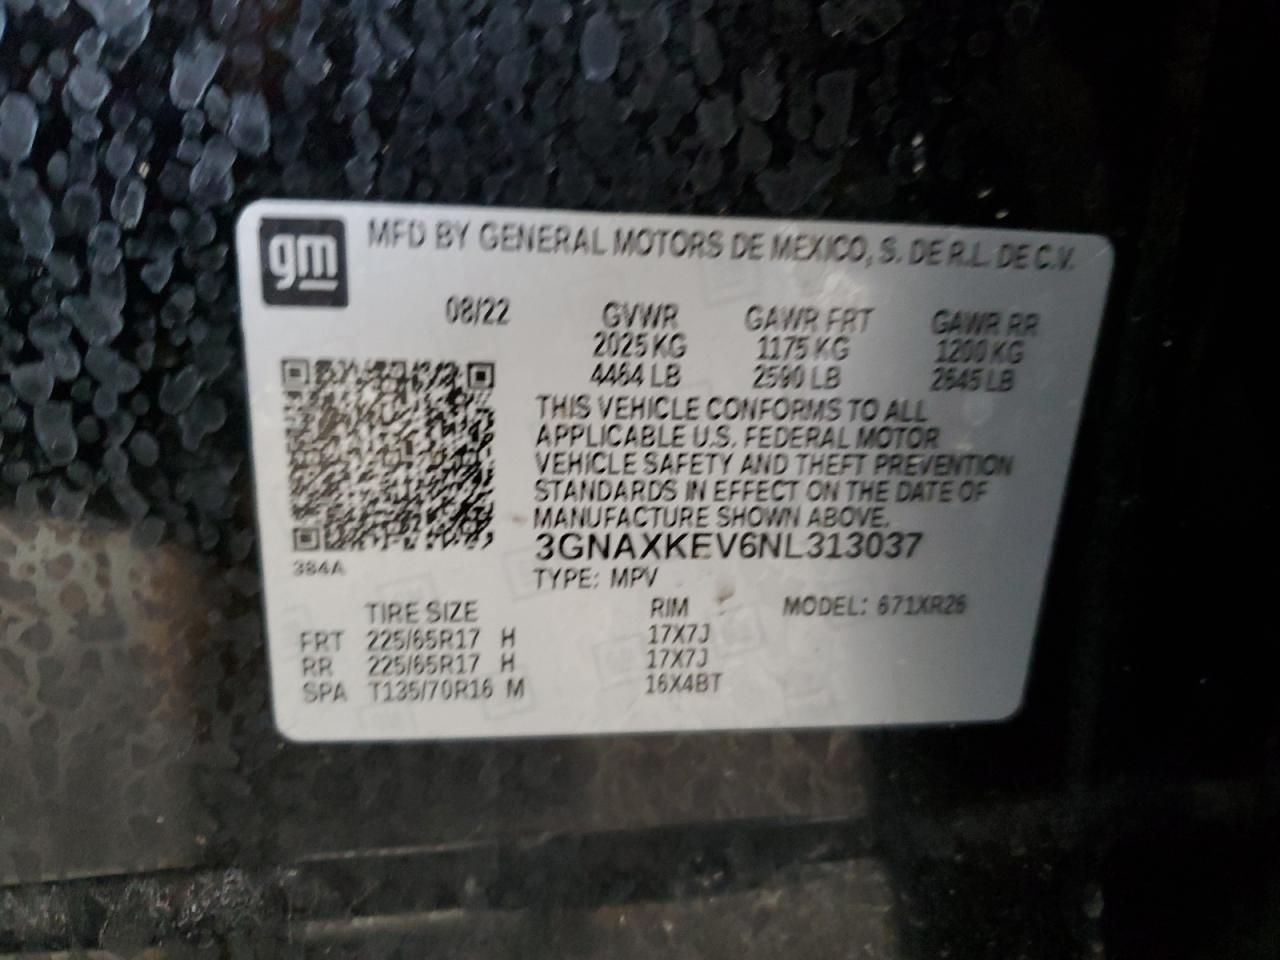 gm
MFD BY GENERAL MOTORS DE MEXICO, S. DE R.L. DE C.V.
08/22 GVWR GAWR FRT GAWR RR
2025 KG 1175 KG 1200 KG
4464 LB 2590 LB 2645 LB
THIS VEHICLE CONFORMS TO ALL
APPLICABLE U.S. FEDERAL MOTOR
VEHICLE SAFETY AND THEFT PREVENTION
STANDARDS IN EFFECT ON THE DATE OF
MANUFACTURE SHOWN ABOVE.
3GNAXKEV6NL313037
384A
TYPE: MPV
TIRE SIZE RIM MODEL: 671XR26
FRT 225/65R17 H 17X7J
RR 225/65R17 H 17X7J
SPA T135/70R16 M 16X4BT